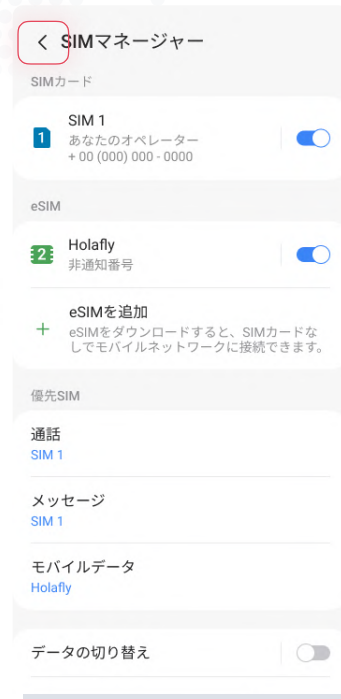 SIMマネージャー
SIMカード
1
SIM 1
あなたのオペレーター
+ 00 (000) 000 - 0000
eSIM
2
Holafly
非通知番号
eSIMを追加
eSIMをダウンロードすると、SIMカードな
しでモバイルネットワークに接続できます。
優先SIM
通話
SIM 1
メッセージ
SIM 1
モバイルデータ
Holafly
データの切り替え